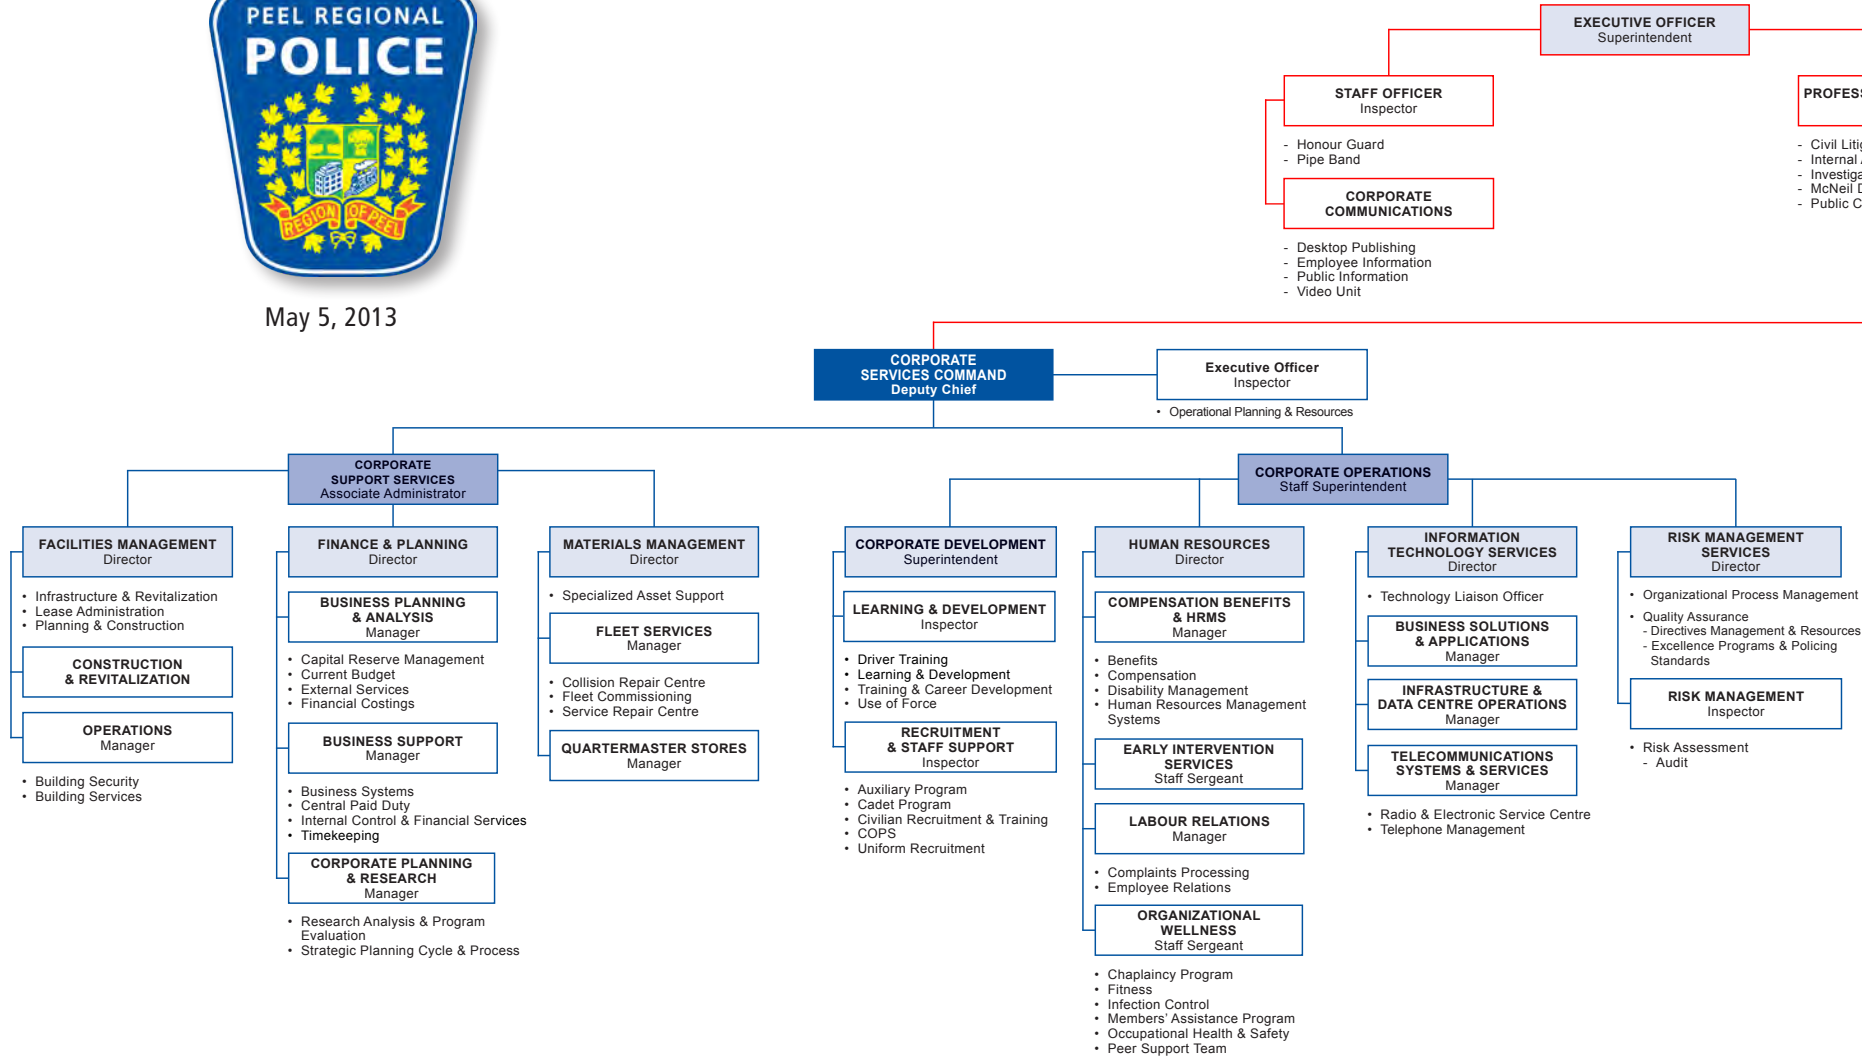 PEEL REGIONAL
POLICE
REGION OF PEEL
May 5, 2013
EXECUTIVE OFFICER
Superintendent
STAFF OFFICER
Inspector
- Honour Guard
- Pipe Band
CORPORATE
COMMUNICATIONS
- Desktop Publishing
- Employee Information
- Public Information
- Video Unit
- Civil
- Internal
- McNeil
- Public
CORPORATE
SERVICES COMMAND
Deputy Chief
Executive Officer
Inspector
• Operational Planning & Resources
CORPORATE
SUPPORT SERVICES
Associate Administrator
FACILITIES MANAGEMENT
Director
• Infrastructure & Revitalization
• Lease Administration
• Planning & Construction
CONSTRUCTION
& REVITALIZATION
OPERATIONS
Manager
• Building Security
• Building Services
FINANCE & PLANNING
Director
BUSINESS PLANNING
& ANALYSIS
Manager
• Capital Reserve Management
• Current Budget
• External Services
• Financial Costings
BUSINESS SUPPORT
Manager
• Business Systems
• Central Paid Duty
• Internal Control & Financial Services
• Timekeeping
CORPORATE PLANNING
& RESEARCH
Manager
• Research Analysis & Program
Evaluation
• Strategic Planning Cycle & Process
MATERIALS MANAGEMENT
Director
• Specialized Asset Support
FLEET SERVICES
Manager
• Collision Repair Centre
• Fleet Commissioning
• Service Repair Centre
QUARTERMASTER STORES
Manager
CORPORATE OPERATIONS
Staff Superintendent
CORPORATE DEVELOPMENT
Superintendent
LEARNING & DEVELOPMENT
Inspector
• Driver Training
• Learning & Development
• Training & Career Development
• Use of Force
RECRUITMENT
& STAFF SUPPORT
Inspector
• Auxiliary Program
• Cadet Program
• Civilian Recruitment & Training
• COPS
• Uniform Recruitment
HUMAN RESOURCES
Director
COMPENSATION BENEFITS
& HRMS
Manager
• Benefits
• Compensation
• Disability Management
• Human Resources Management
Systems
EARLY INTERVENTION
SERVICES
Staff Sergeant
LABOUR RELATIONS
Manager
• Complaints Processing
• Employee Relations
ORGANIZATIONAL
WELLNESS
Staff Sergeant
• Chaplaincy Program
• Fitness
• Infection Control
• Members' Assistance Program
• Occupational Health & Safety
• Peer Support Team
INFORMATION
TECHNOLOGY SERVICES
Director
• Technology Liaison Officer
BUSINESS SOLUTIONS
& APPLICATIONS
Manager
INFRASTRUCTURE &
DATA CENTRE OPERATIONS
Manager
TELECOMMUNICATIONS
SYSTEMS & SERVICES
Manager
• Radio & Electronic Service Centre
• Telephone Management
RISK MANAGEMENT
SERVICES
Director
• Organizational Process Management
• Quality Assurance
- Directives Management & Resources
- Excellence Programs & Policing
Standards
RISK MANAGEMENT
Inspector
• Risk Assessment
- Audit